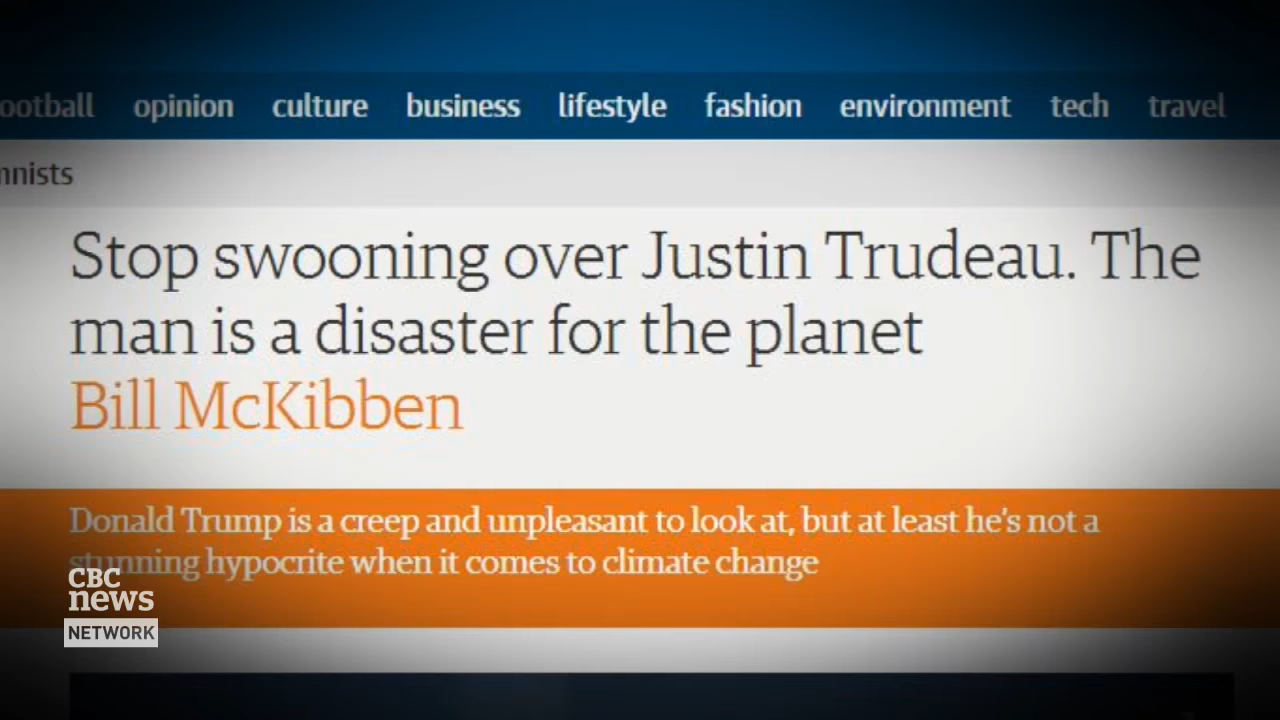 ootball opinion culture business lifestyle fashion environment tech travel
nnists
Stop swooning over Justin Trudeau. The
man is a disaster for the planet
Bill McKibben
Donald Trump is a creep and unpleasant to look at, but at least he's not a
stunning hypocrite when it comes to climate change
CBC
news
NETWORK